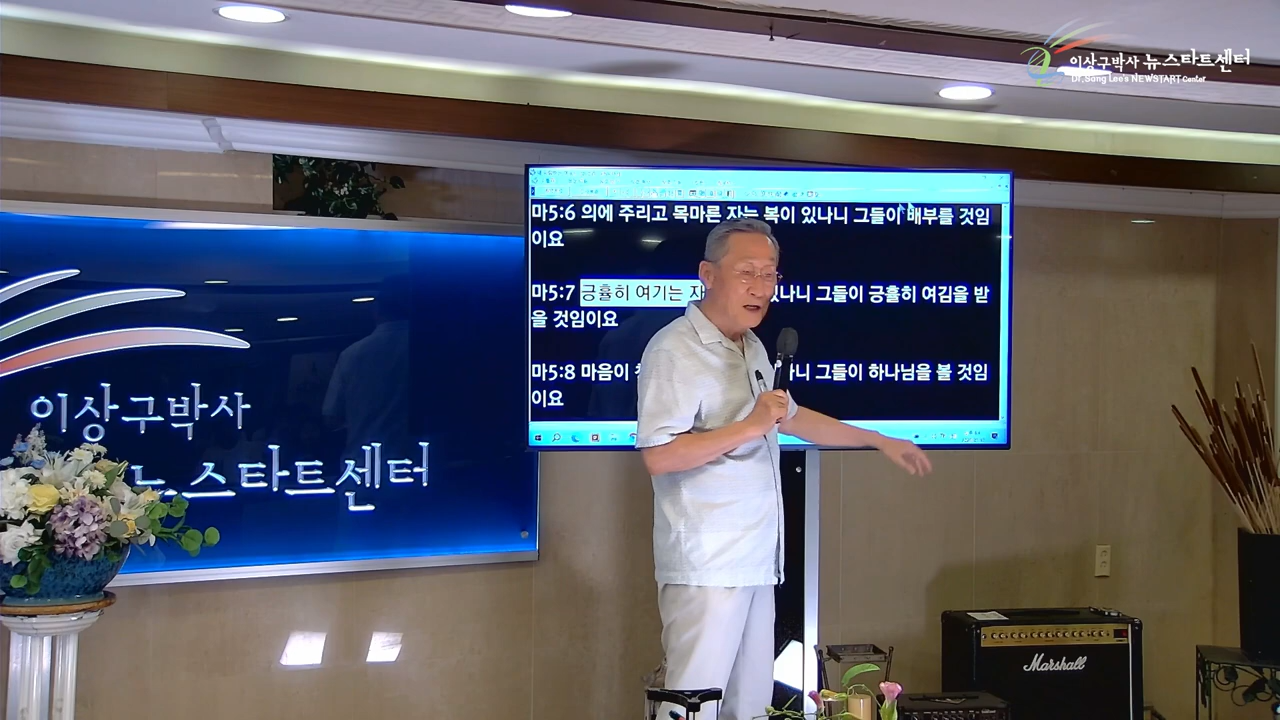 이상구박사 뉴스타트센터
Dr. Sang Lee's NEWSTART Center
마5:6 의에 주리고 목마른 자는 복이 있나니 그들이 배부를 것임
이요
마5:7 긍휼히 여기는 자 있나니 그들이 긍휼히 여김을 받
을 것임이요
마5:8 마음이 나니 그들이 하나님을 볼 것임
이요
이상구박사
뉴스타트센터
Marshall